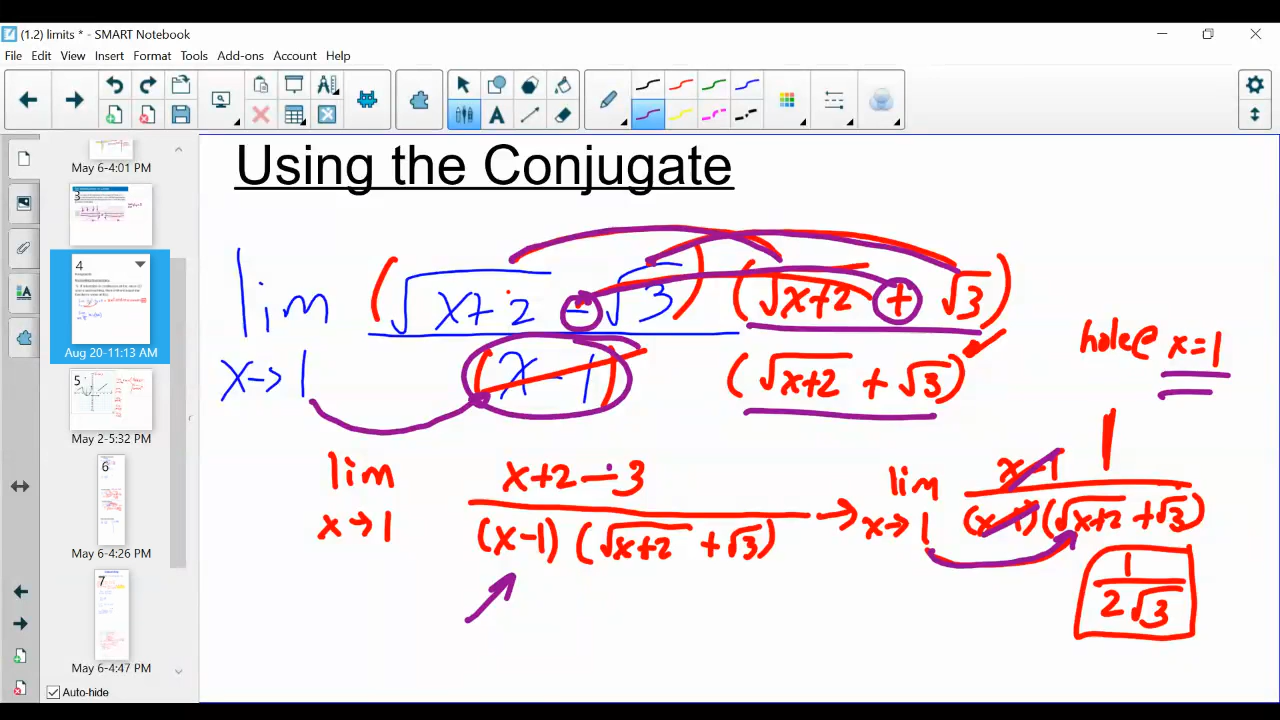 (1.2) limits * - SMART Notebook
File Edit View Insert Format Tools Add-ons Account Help
May 6-4:01 PM
3
4
Aug 20-11:13 AM
5
May 2-5:32 PM
6
May 6-4:26 PM
7
May 6-4:47 PM
Auto-hide
Using the Conjugate
lim x→1 (√x+2 - √3) (√x+2 + √3)
(x-1) (√x+2 + √3)
hole@ x=1
lim x→1 x+2-3
(x-1) (√x+2 + √3)
→ lim x→1 x-1 1
(x-1) (√x+2 + √3)
1
2√3